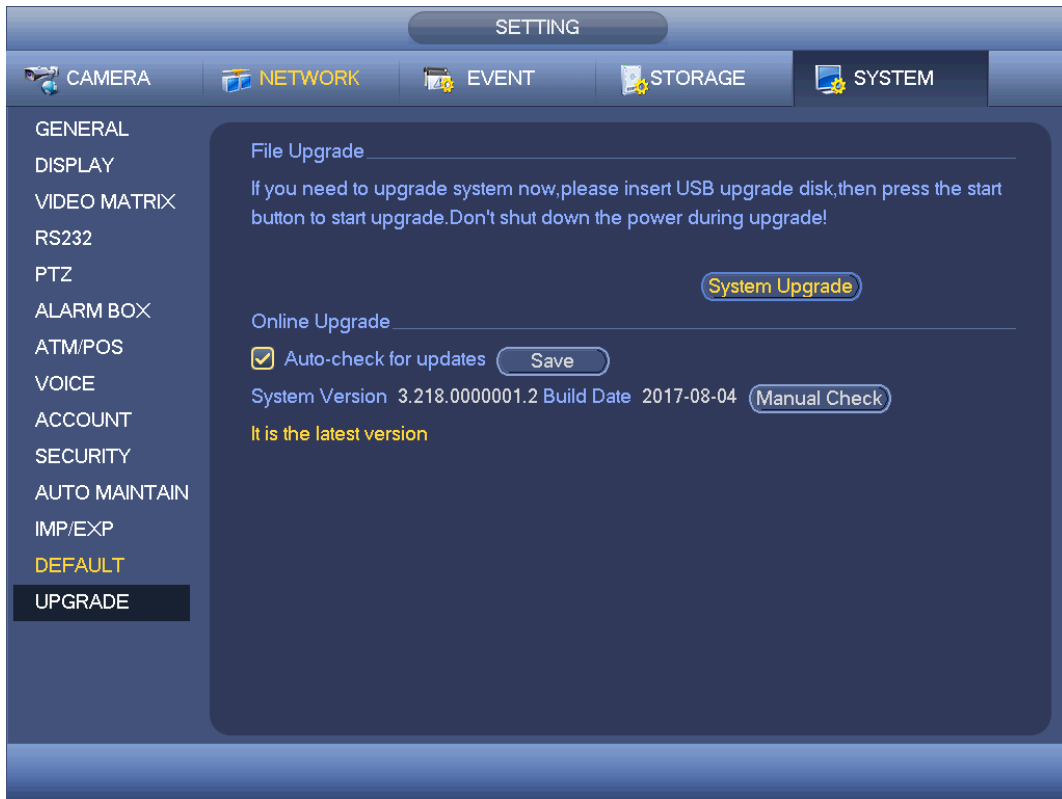 SETTING
CAMERA NETWORK EVENT STORAGE SYSTEM
GENERAL
DISPLAY
VIDEO MATRIX
RS232
PTZ
ALARM BOX
ATM/POS
VOICE
ACCOUNT
SECURITY
AUTO MAINTAIN
IMP/EXP
DEFAULT
UPGRADE
File Upgrade
If you need to upgrade system now,please insert USB upgrade disk,then press the start
button to start upgrade.Don't shut down the power during upgrade!
System Upgrade
Online Upgrade
Auto-check for updates Save
System Version 3.218.0000001.2 Build Date 2017-08-04 Manual Check
It is the latest version